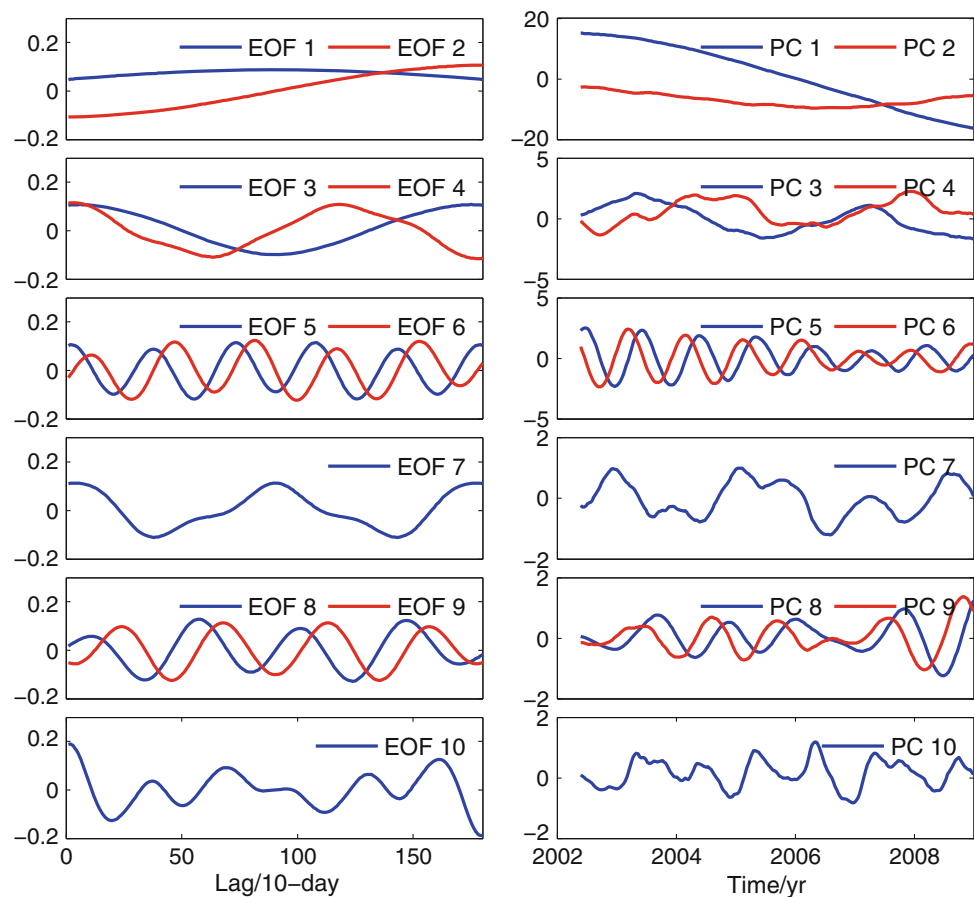 0.2
EOF 1
EOF 2
0
−0.2
20
PC 1
PC 2
0
−20
0.2
EOF 3
EOF 4
0
−0.2
5
PC 3
PC 4
0
−5
0.2
EOF 5
EOF 6
0
−0.2
5
PC 5
PC 6
0
−5
0.2
EOF 7
0
−0.2
2
PC 7
0
−2
0.2
EOF 8
EOF 9
0
−0.2
2
PC 8
PC 9
0
−2
0.2
EOF 10
0
−0.2
0 50 100 150
Lag/10−day
2
PC 10
0
−2
2002 2004 2006 2008
Time/yr